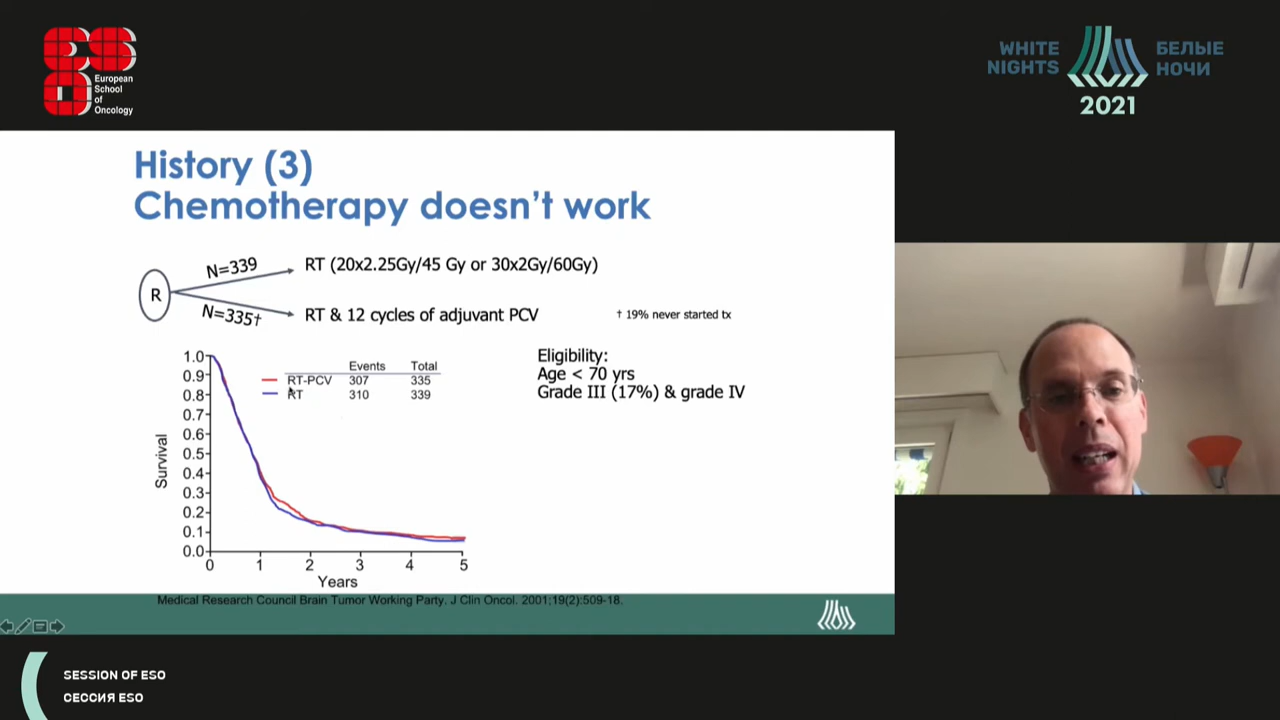 ESO
European
School
of
Oncology
WHITE
NIGHTS
БЕЛЫЕ
НОЧИ
2021
History (3)
Chemotherapy doesn't work
R
N=339
RT (20x2.25Gy/45 Gy or 30x2Gy/60Gy)
N=335†
RT & 12 cycles of adjuvant PCV
† 19% never started tx
Events Total
RT-PCV 307 335
RT 310 339
Survival
1.0
0.9
0.8
0.7
0.6
0.5
0.4
0.3
0.2
0.1
0.0
0 1 2 3 4 5
Years
Eligibility:
Age < 70 yrs
Grade III (17%) & grade IV
Medical Research Council Brain Tumor Working Party. J Clin Oncol. 2001;19(2):509-18.
SESSION OF ESO
СЕССИЯ ESO